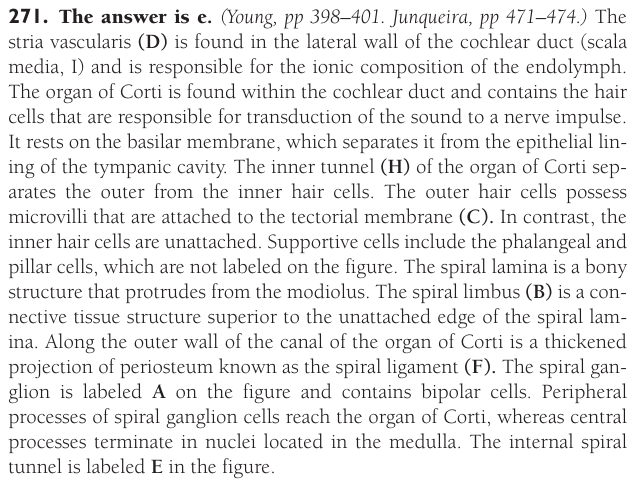 271. The answer is e. (Young, pp 398–401. Junqueira, pp 471–474.) The
stria vascularis (D) is found in the lateral wall of the cochlear duct (scala
media, I) and is responsible for the ionic composition of the endolymph.
The organ of Corti is found within the cochlear duct and contains the hair
cells that are responsible for transduction of the sound to a nerve impulse.
It rests on the basilar membrane, which separates it from the epithelial lin-
ing of the tympanic cavity. The inner tunnel (H) of the organ of Corti sep-
arates the outer from the inner hair cells. The outer hair cells possess
microvilli that are attached to the tectorial membrane (C). In contrast, the
inner hair cells are unattached. Supportive cells include the phalangeal and
pillar cells, which are not labeled on the figure. The spiral lamina is a bony
structure that protrudes from the modiolus. The spiral limbus (B) is a con-
nective tissue structure superior to the unattached edge of the spiral lam-
ina. Along the outer wall of the canal of the organ of Corti is a thickened
projection of periosteum known as the spiral ligament (F). The spiral gan-
glion is labeled A on the figure and contains bipolar cells. Peripheral
processes of spiral ganglion cells reach the organ of Corti, whereas central
processes terminate in nuclei located in the medulla. The internal spiral
tunnel is labeled E in the figure.